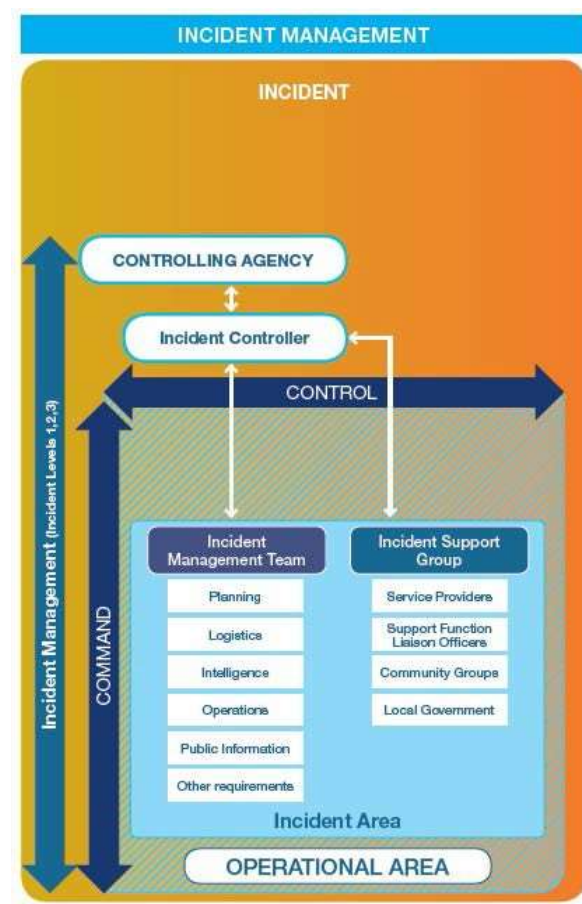 INCIDENT MANAGEMENT
INCIDENT
CONTROLLING AGENCY
Incident Controller
CONTROL
Incident Management (Incident Levels 1,2,3)
COMMAND
Incident
Management Team
Planning
Logistics
Intelligence
Operations
Public Information
Other requirements
Incident Support
Group
Service Providers
Support Function
Liaison Officers
Community Groups
Local Government
Incident Area
OPERATIONAL AREA